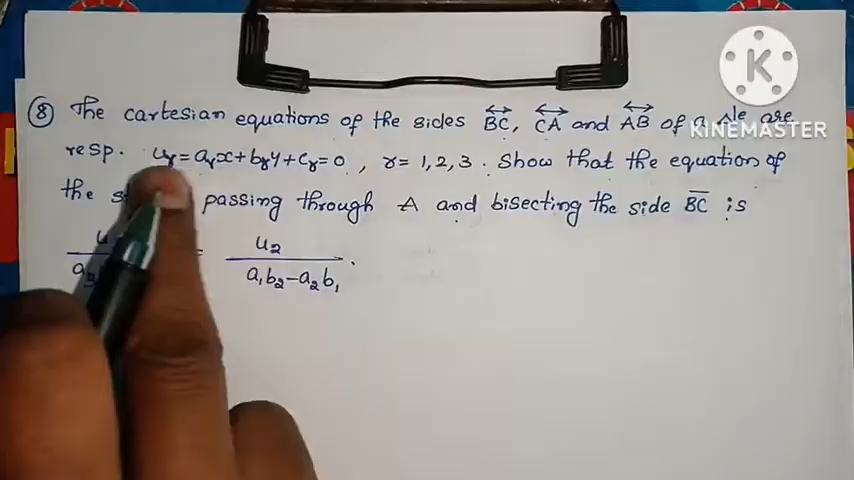 ⑧ The cartesian equations of the sides BC, CA and AB of a Δle are
KINEMASTER
resp. uᵣ=aᵣx+bᵣy+cᵣ=0, r=1,2,3. Show that the equation of
the passing through A and bisecting the side BC is
= u₂ / (a₁b₂-a₂b₁).